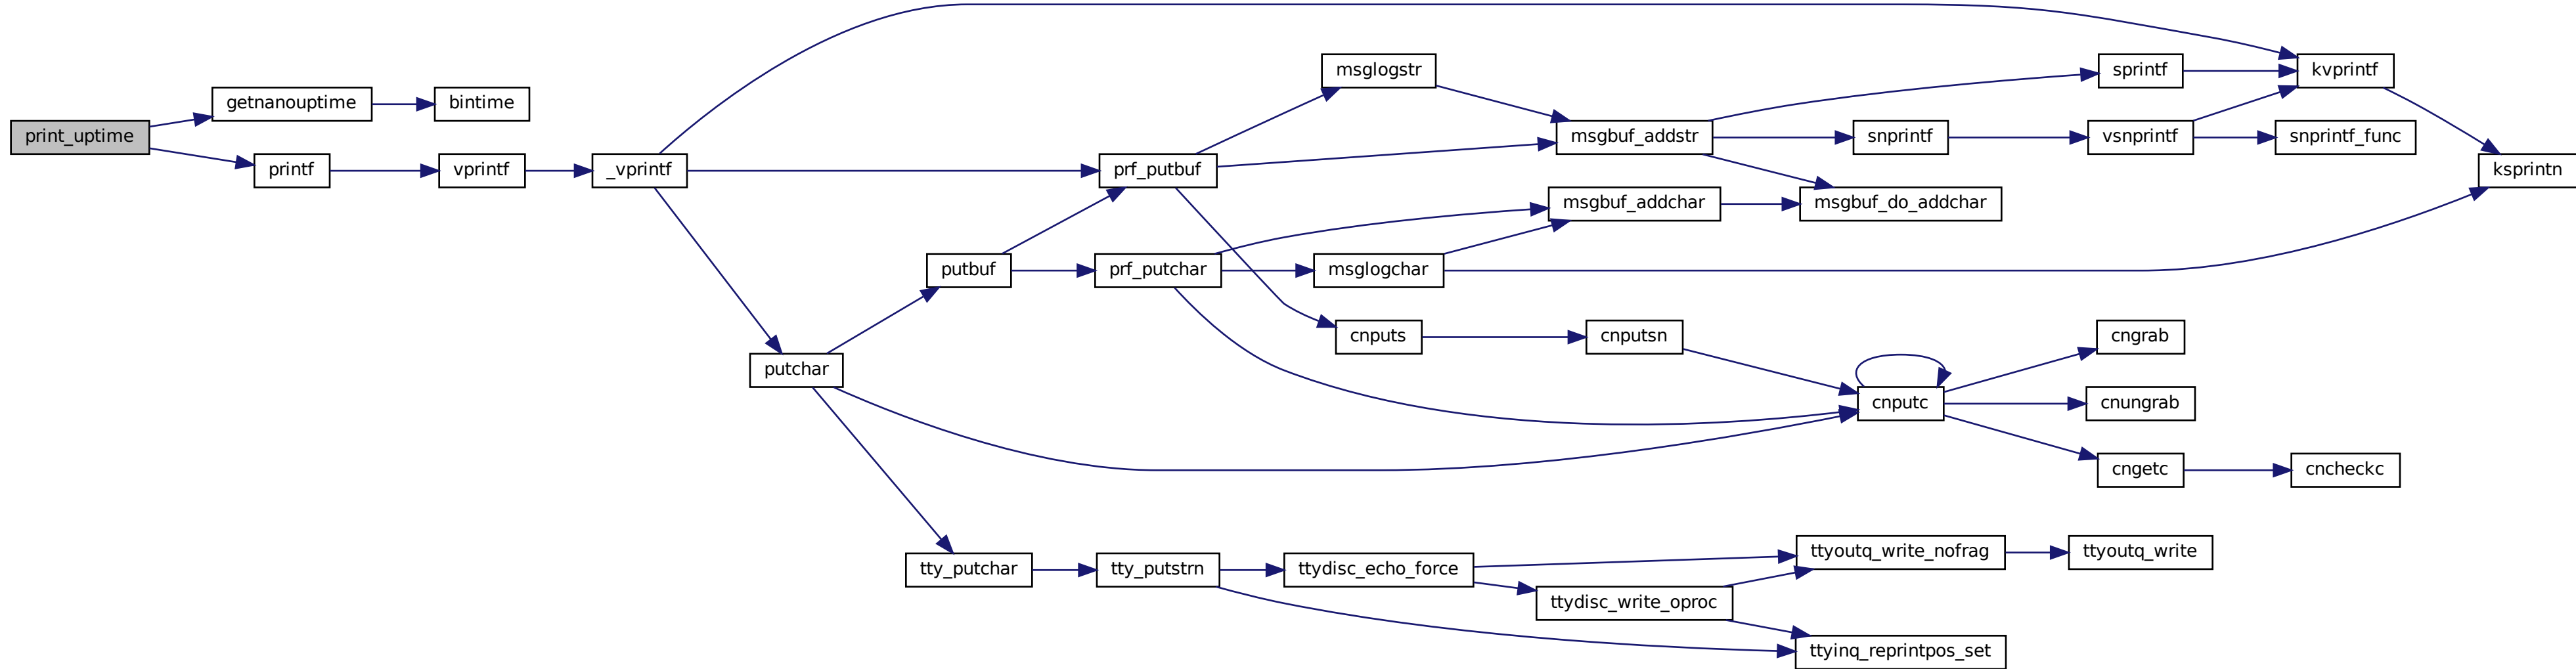 print_uptime
getnanouptime
bintime
printf
vprintf
_vprintf
putchar
putbuf
tty_putchar
prf_putbuf
prf_putchar
tty_putstrn
msglogstr
msglogchar
cnputs
ttydisc_echo_force
msgbuf_addstr
msgbuf_addchar
cnputsn
ttydisc_write_oproc
snprintf
msgbuf_do_addchar
cnputc
ttyoutq_write_nofrag
ttyinq_reprintpos_set
sprintf
vsnprintf
cngrab
cnungrab
cngetc
ttyoutq_write
kvprintf
snprintf_func
cncheckc
ksprintn